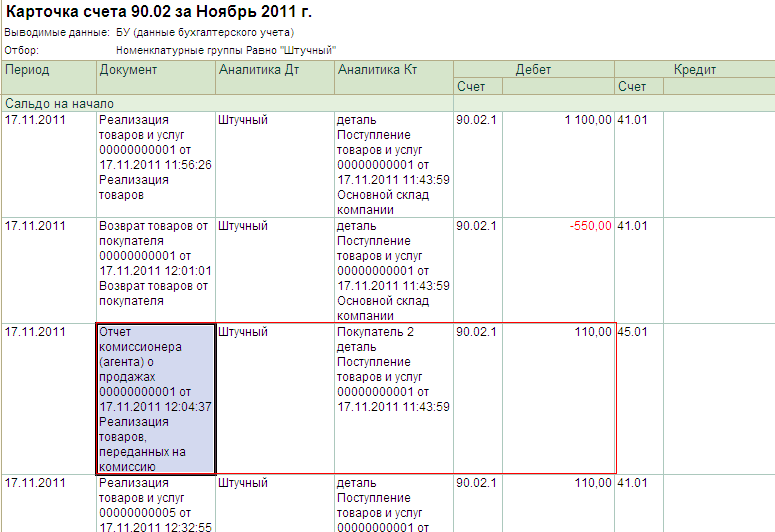 Карточка счета 90.02 за Ноябрь 2011 г.
Выводимые данные: БУ (данные бухгалтерского учета)
Отбор: Номенклатурные группы Равно "Штучный"
Период Документ Аналитика Дт Аналитика Кт Дебет Кредит
Счет Счет
Сальдо на начало
17.11.2011 Реализация Штучный деталь 90.02.1 1 100,00 41.01
товаров и услуг Поступление
00000000001 от товаров и услуг
17.11.2011 11:56:26 00000000001 от
Реализация 17.11.2011 11:43:59
товаров Основной склад
компании
17.11.2011 Возврат товаров от Штучный деталь 90.02.1 -550,00 41.01
покупателя Поступление
00000000001 от товаров и услуг
17.11.2011 12:01:01 00000000001 от
Возврат товаров от 17.11.2011 11:43:59
покупателя Основной склад
компании
17.11.2011 Отчет Штучный Покупатель 2 90.02.1 110,00 45.01
комиссионера деталь
(агента) о Поступление
продажах товаров и услуг
00000000001 от 00000000001 от
17.11.2011 12:04:37 17.11.2011 11:43:59
Реализация
товаров,
переданных на
комиссию
17.11.2011 Реализация Штучный деталь 90.02.1 110,00 41.01
товаров и услуг Поступление
00000000005 от товаров и услуг
17.11.2011 12:32:55 00000000001 от